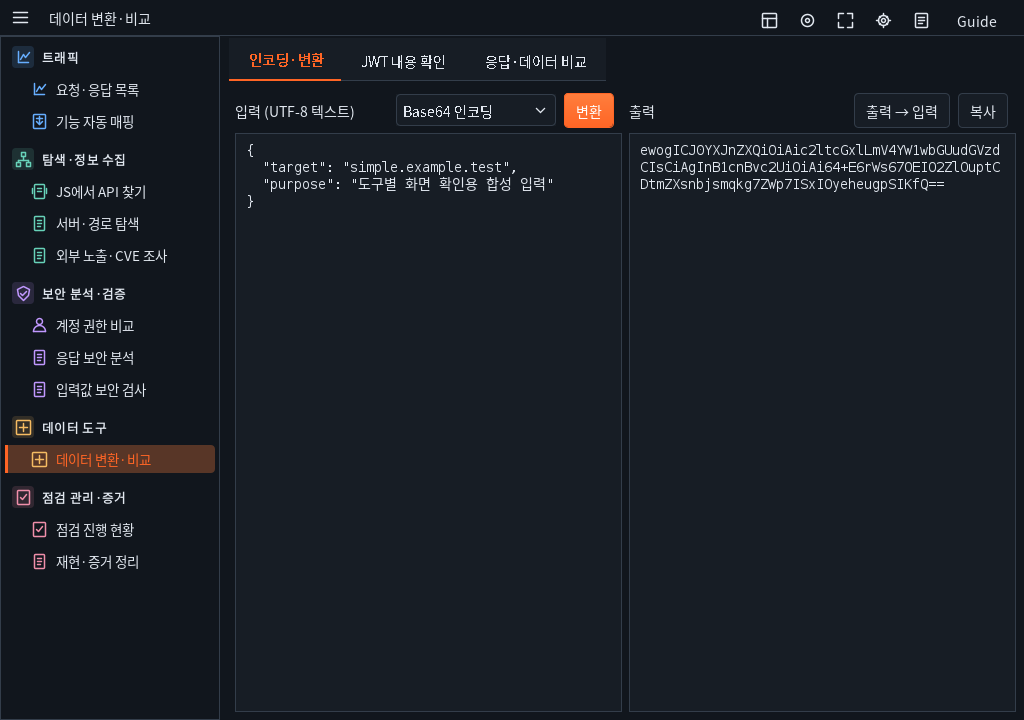 데이터 변환·비교
Guide
트래픽
요청·응답 목록
기능 자동 매핑
탐색·정보 수집
JS에서 API 찾기
서버·경로 탐색
외부 노출·CVE 조사
보안 분석·검증
계정 권한 비교
응답 보안 분석
입력값 보안 검사
데이터 도구
데이터 변환·비교
점검 관리·증거
점검 진행 현황
재현·증거 정리
인코딩·변환 JWT 내용 확인 응답·데이터 비교
입력 (UTF-8 텍스트) Base64 인코딩 변환
{
  "target": "simple.example.test",
  "purpose": "도구별 화면 확인용 합성 입력"
}
출력 출력 → 입력 복사
ewogICJ0YXJnZXQiOiAic2ltcGxlLmV4YW1wbGUudGVzd
CIsCiAgInB1cnBvc2UiOiAi64+E6rWs67OEIO2ZlOuptC
DtmZXsnbjsmqkg7ZWp7ISxIOyeheugpSIKfQ==